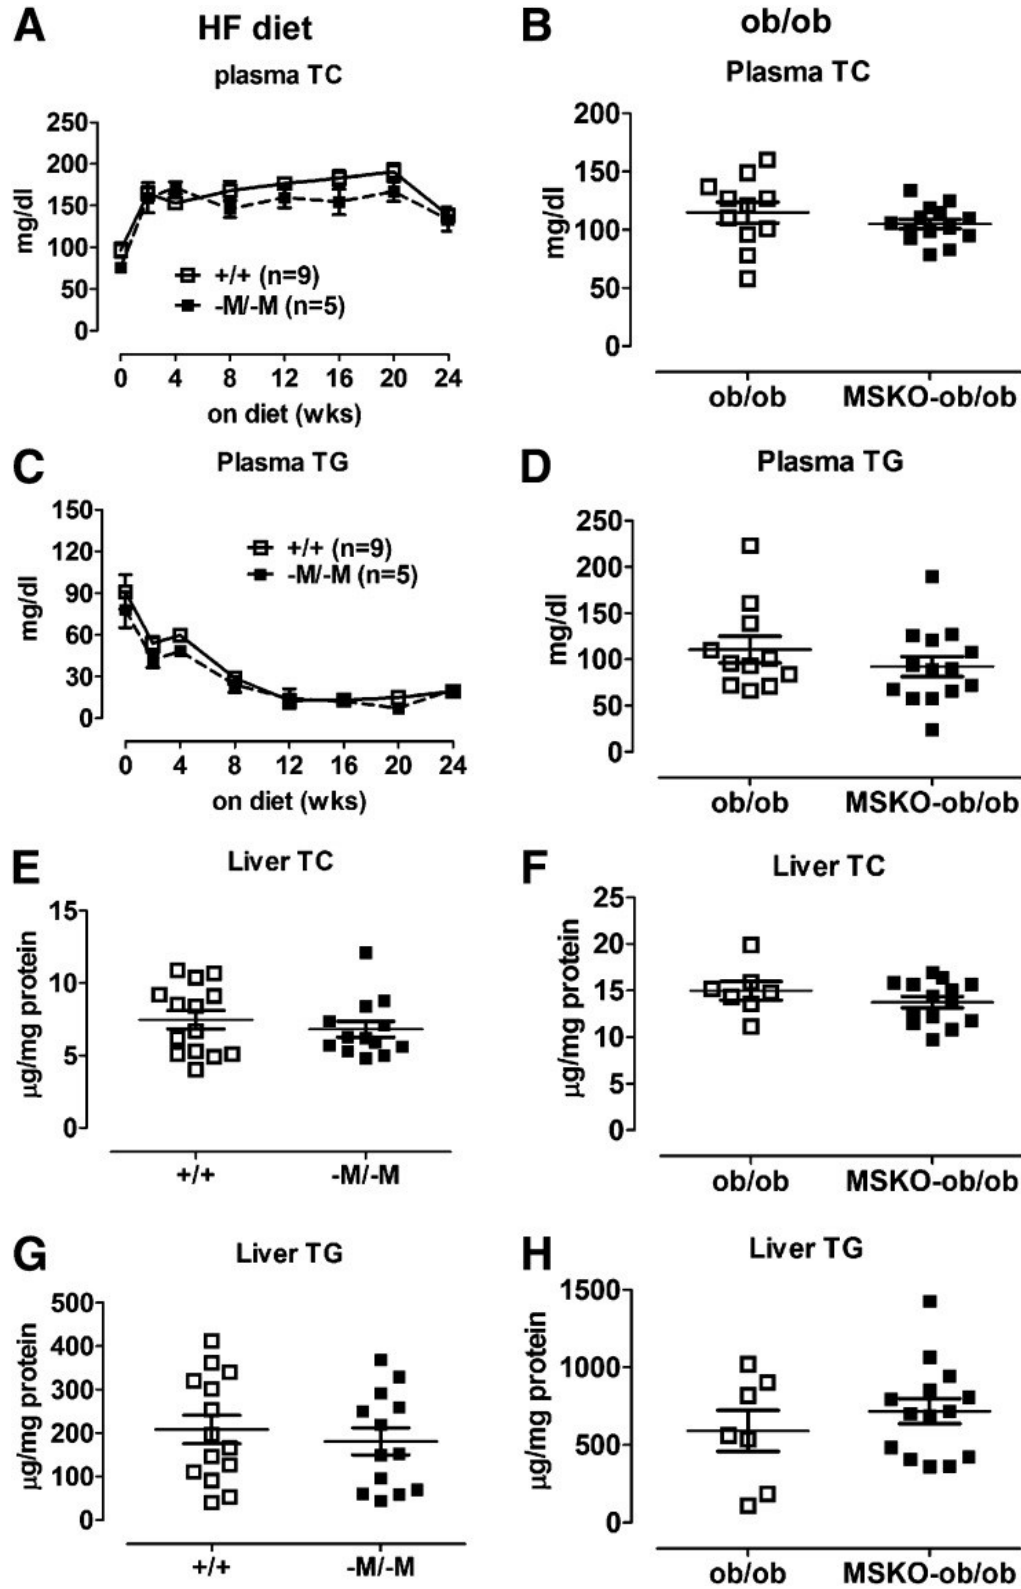 A
HF diet
plasma TC
250
200
150
100
50
0
mg/dl
+/+ (n=9)
-M/-M (n=5)
0 4 8 12 16 20 24
on diet (wks)
B
ob/ob
Plasma TC
200
150
100
50
0
mg/dl
ob/ob MSKO-ob/ob
C
Plasma TG
150
120
90
60
30
0
mg/dl
+/+ (n=9)
-M/-M (n=5)
0 4 8 12 16 20 24
on diet (wks)
D
Plasma TG
250
200
150
100
50
0
mg/dl
ob/ob MSKO-ob/ob
E
Liver TC
15
10
5
0
µg/mg protein
+/+ -M/-M
F
Liver TC
25
20
15
10
5
0
µg/mg protein
ob/ob MSKO-ob/ob
G
Liver TG
500
400
300
200
100
0
µg/mg protein
+/+ -M/-M
H
Liver TG
1500
1000
500
0
µg/mg protein
ob/ob MSKO-ob/ob